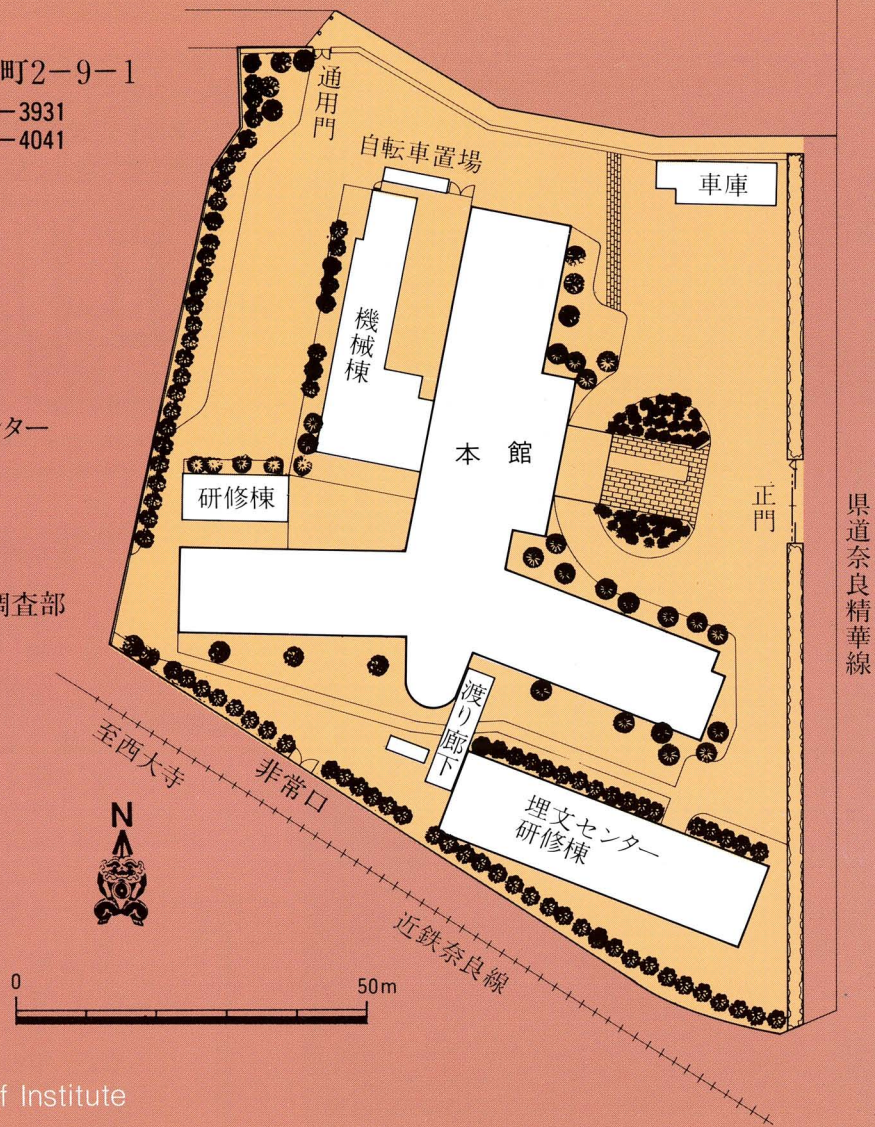 町2-9-1
-3931
-4041
通用門
自転車置場
車庫
機械棟
ター
本館
正門
研修棟
県道奈良精華線
調査部
渡り廊下
至西大寺
非常口
埋文センター
研修棟
N
近鉄奈良線
0 50m
f Institute